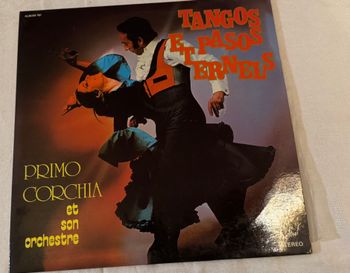 TANGOS
ET PASOS
ETERNELS
PRIMO
CORCHIA
et
son
orchestre
STEREO